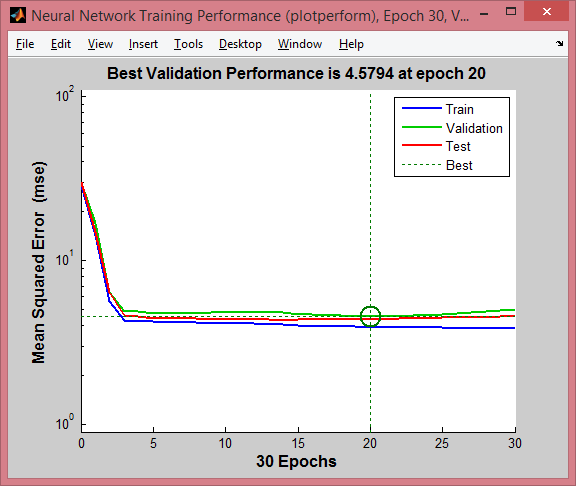 Neural Network Training Performance (plotperform), Epoch 30, V...
File Edit View Insert Tools Desktop Window Help
Best Validation Performance is 4.5794 at epoch 20
Mean Squared Error (mse)
10^2
10^1
10^0
Train
Validation
Test
Best
0 5 10 15 20 25 30
30 Epochs